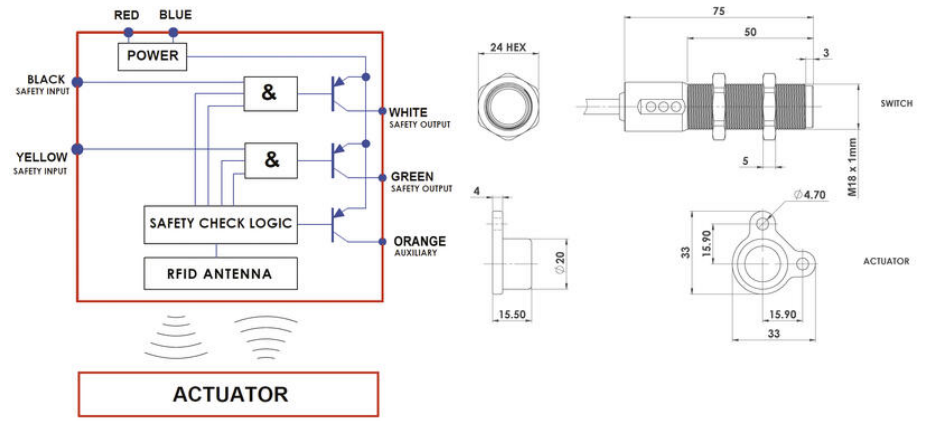 RED
BLUE
POWER
BLACK
SAFETY INPUT
&
WHITE
SAFETY OUTPUT
YELLOW
SAFETY INPUT
&
GREEN
SAFETY OUTPUT
SAFETY CHECK LOGIC
ORANGE
AUXILIARY
RFID ANTENNA
ACTUATOR
24 HEX
75
50
3
SWITCH
5
M18 x 1mm
4
Ø20
15.50
Ø4.70
33
15.90
ACTUATOR
15.90
33